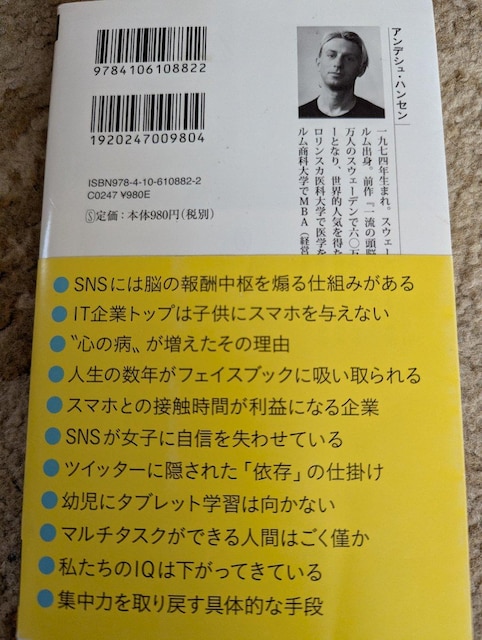 9784106108822
1920247009804
ISBN978-4-10-610882-2
C0247 ¥980E
Ⓢ定価：本体980円（税別）
アンデシュ・ハンセン
一九七四年生まれ。スウェー
ルム出身。前作『一流の頭脳
万人のスウェーデンで六〇万
ーとなり、世界的人気を得た
ロリンスカ医科大学で医学を
ルム商科大学でMBA（経営
●SNSには脳の報酬中枢を煽る仕組みがある
●IT企業トップは子供にスマホを与えない
●〝心の病〟が増えたその理由
●人生の数年がフェイスブックに吸い取られる
●スマホとの接触時間が利益になる企業
●SNSが女子に自信を失わせている
●ツイッターに隠された「依存」の仕掛け
●幼児にタブレット学習は向かない
●マルチタスクができる人間はごく僅か
●私たちのIQは下がってきている
●集中力を取り戻す具体的な手段